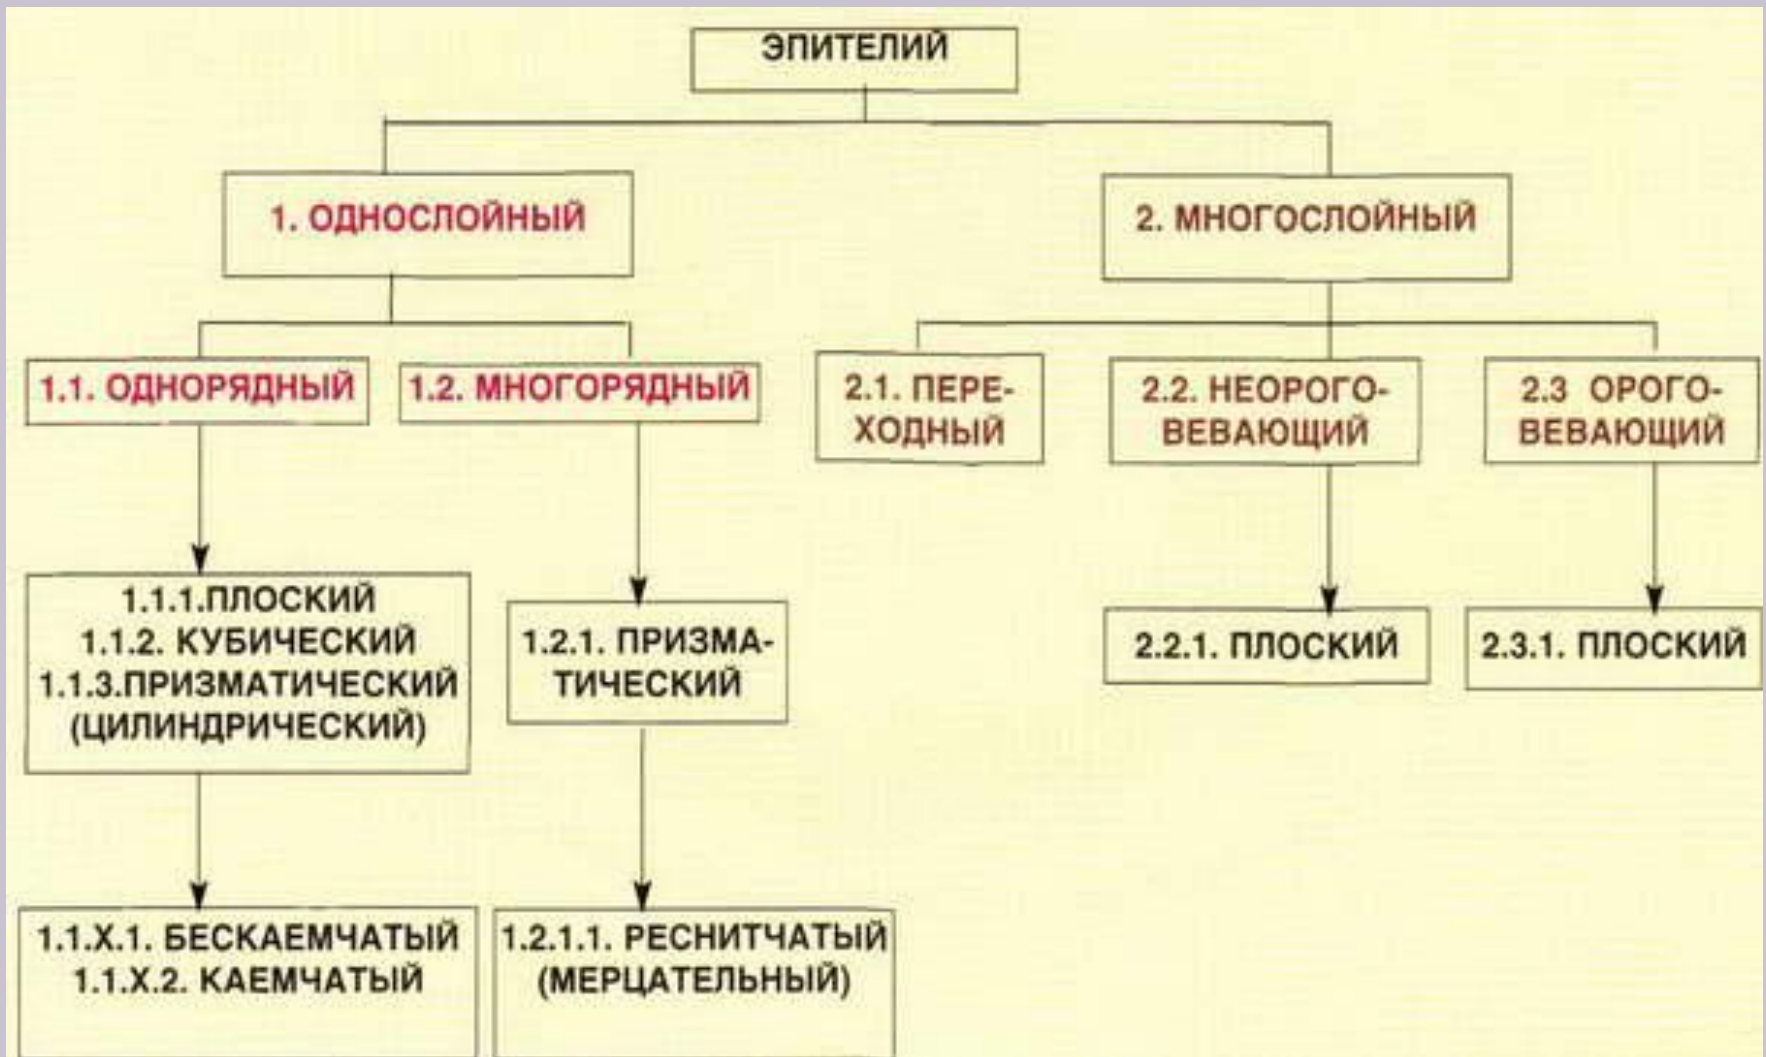 ЭПИТЕЛИЙ
1. ОДНОСЛОЙНЫЙ
2. МНОГОСЛОЙНЫЙ
1.1. ОДНОРЯДНЫЙ
1.2. МНОГОРЯДНЫЙ
2.1. ПЕРЕ-
ХОДНЫЙ
2.2. НЕОРОГО-
ВЕВАЮЩИЙ
2.3 ОРОГО-
ВЕВАЮЩИЙ
1.1.1.ПЛОСКИЙ
1.1.2. КУБИЧЕСКИЙ
1.1.3.ПРИЗМАТИЧЕСКИЙ
(ЦИЛИНДРИЧЕСКИЙ)
1.2.1. ПРИЗМА-
ТИЧЕСКИЙ
2.2.1. ПЛОСКИЙ
2.3.1. ПЛОСКИЙ
1.1.X.1. БЕСКАЕМЧАТЫЙ
1.1.X.2. КАЕМЧАТЫЙ
1.2.1.1. РЕСНИТЧАТЫЙ
(МЕРЦАТЕЛЬНЫЙ)